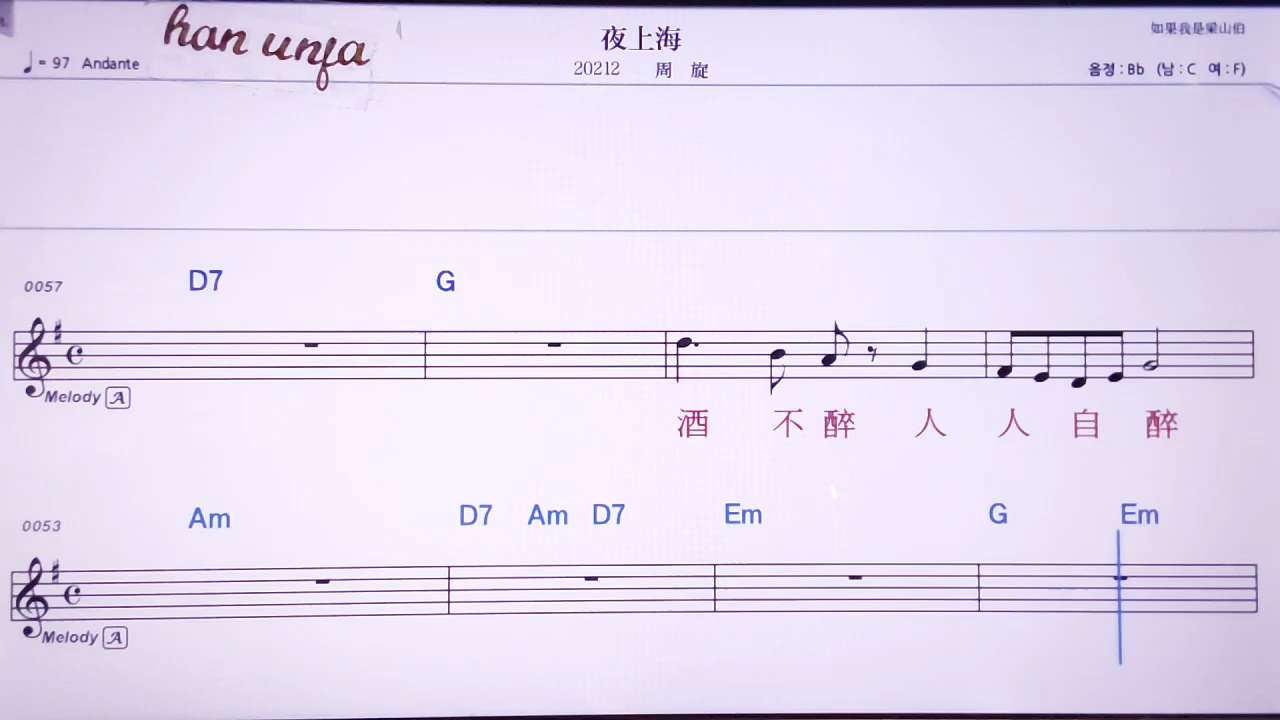 han unfa
夜上海
如果我是梁山伯
♩= 97 Andante
20212 周 旋
음정 : Bb (남 : C 여 : F)
0057 D7 G
Melody A
酒 不 醉 人 人 自 醉
0053 Am D7 Am D7 Em G Em
Melody A